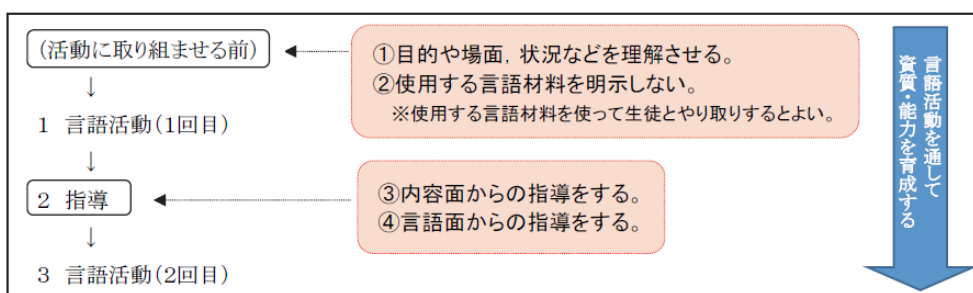 (活動に取り組ませる前)
①目的や場面，状況などを理解させる。
②使用する言語材料を明示しない。
※使用する言語材料を使って生徒とやり取りするとよい。
↓
1 言語活動(1回目)
↓
2 指導
③内容面からの指導をする。
④言語面からの指導をする。
↓
3 言語活動(2回目)
言語活動を通して
資質・能力を育成する